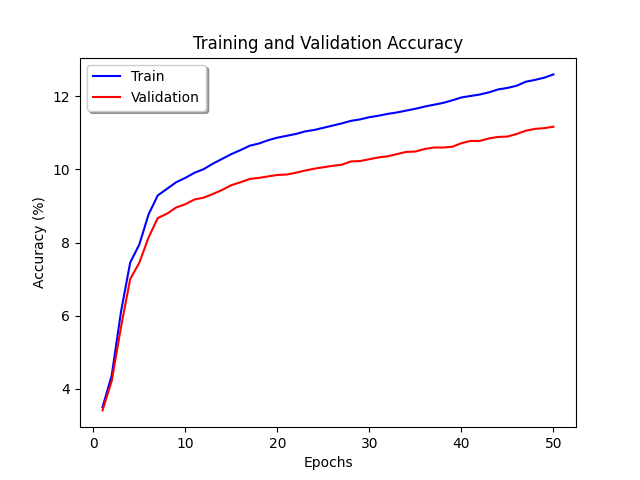 Training and Validation Accuracy
Train
Validation
Accuracy (%)
12
10
8
6
4
0 10 20 30 40 50
Epochs